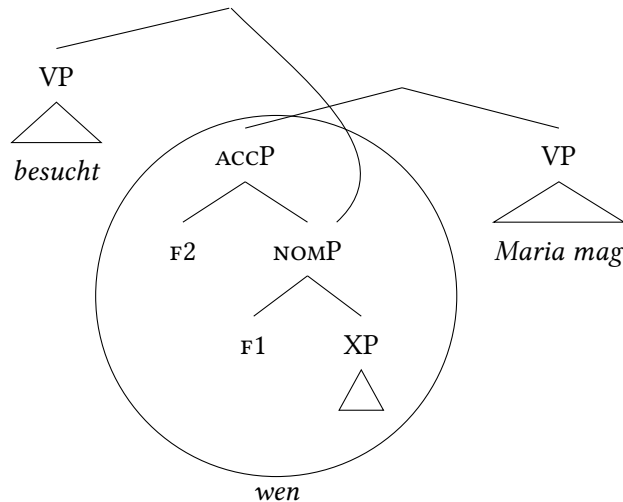 VP
besucht
ACCP
VP
F2
NOMP
Maria mag
F1
XP
wen